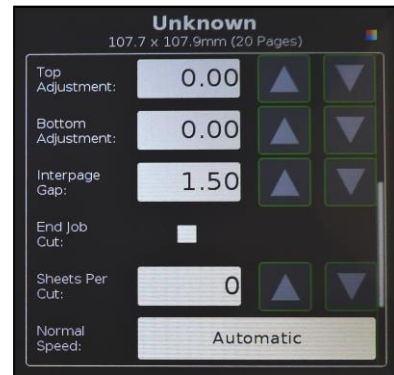 Unknown
107.7 x 107.9mm (20 Pages)
Top
Adjustment:
0.00
Bottom
Adjustment:
0.00
Interpage
Gap:
1.50
End Job
Cut:
Sheets Per
Cut:
0
Normal
Speed:
Automatic